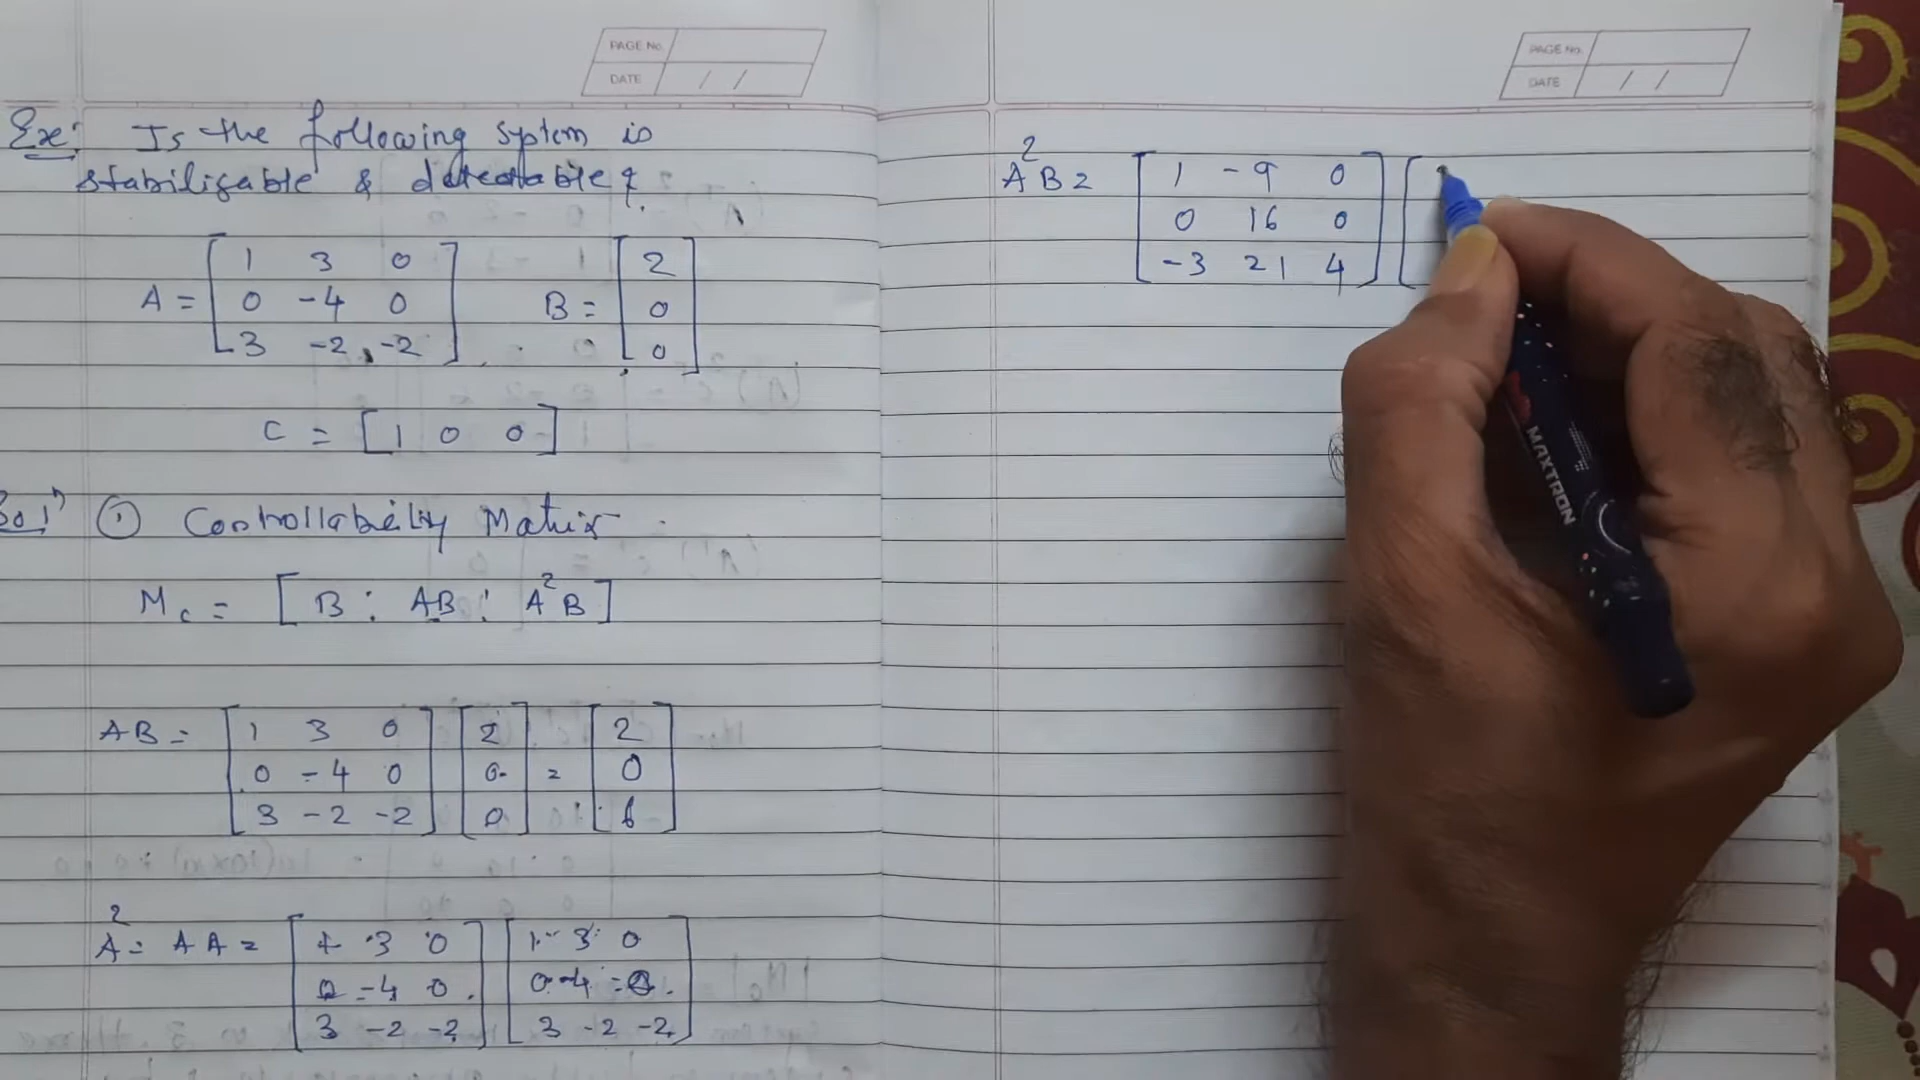 PAGE No.
DATE / /
Ex: Is the following system is
stabilisable & detectable ?
A = [ 1 3 0
0 -4 0
3 -2, -2 ]
B = [ 2
0
0 ]
C = [ 1 0 0 ]
Sol^n ① Controllability Matrix
Mc = [ B : AB : A²B ]
AB = [ 1 3 0
0 -4 0
3 -2 -2 ] [ 2
0
0 ] = [ 2
0
6 ]
A² = A A = [ 1 3 0
0 -4 0
3 -2 -2 ] [ 1 3 0
0 -4 0
3 -2 -2 ]
PAGE No.
DATE / /
A²B = [ 1 -9 0
0 16 0
-3 21 4 ] [
MAXTRON